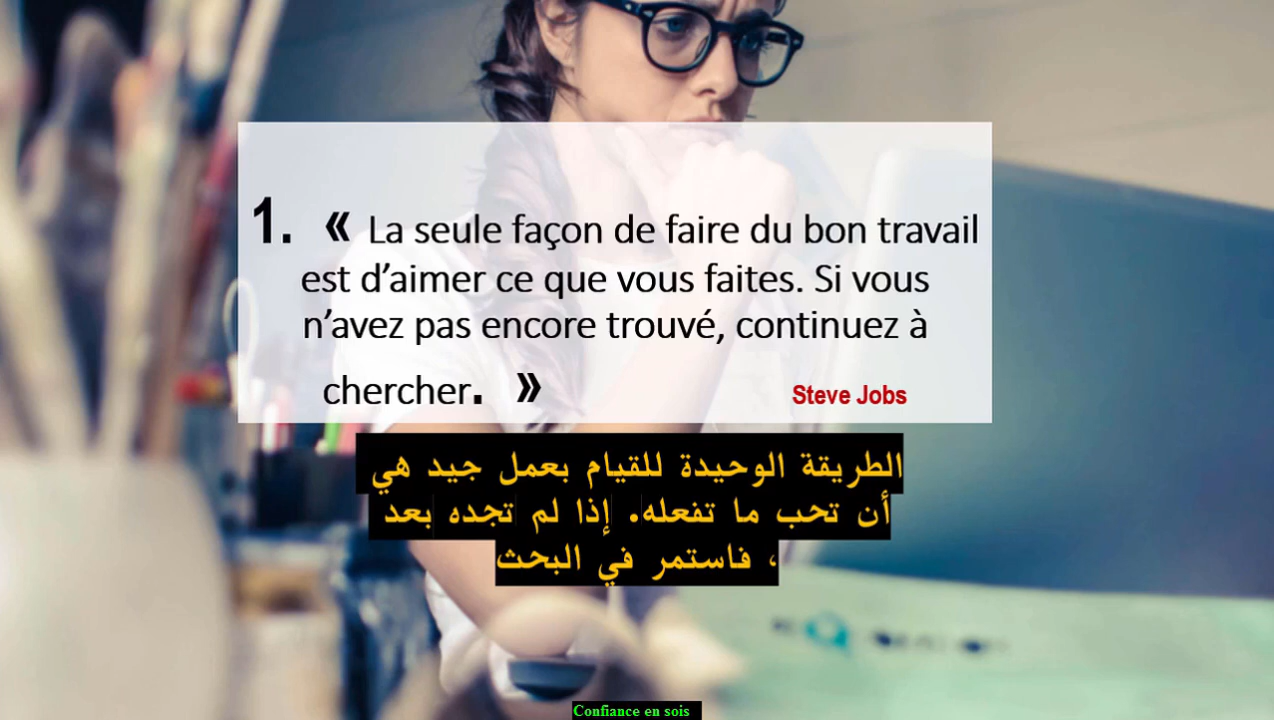 1. « La seule façon de faire du bon travail
est d’aimer ce que vous faites. Si vous
n’avez pas encore trouvé, continuez à
chercher. »
Steve Jobs
الطريقة الوحيدة للقيام بعمل جيد هي
أن تحب ما تفعله. إذا لم تجده بعد
، فاستمر في البحث
Confiance en sois